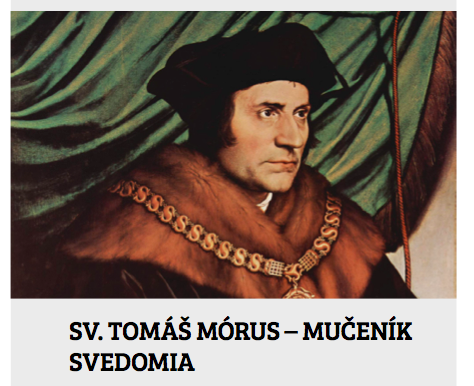 SV. TOMÁŠ MÓRUS – MUČENÍK
SVEDOMIA